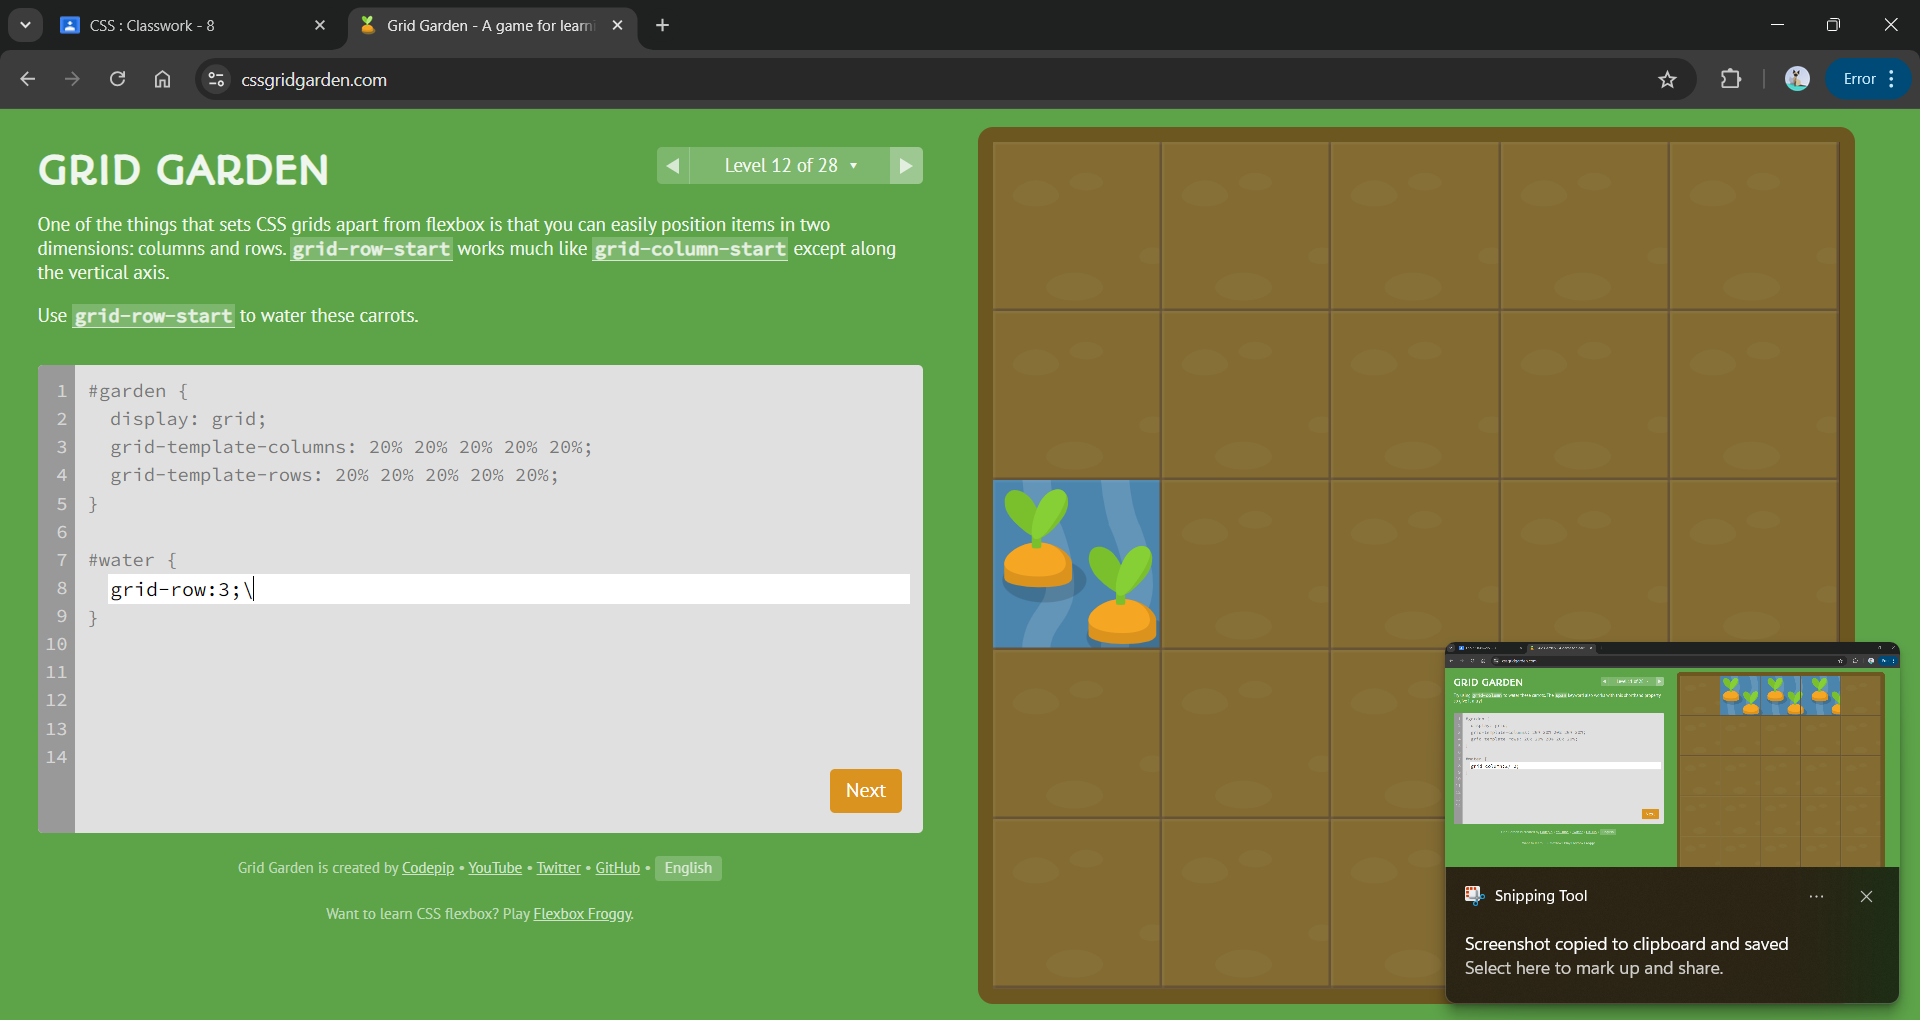 CSS : Classwork - 8
Grid Garden - A game for learni
cssgridgarden.com
Error
GRID GARDEN
Level 12 of 28
One of the things that sets CSS grids apart from flexbox is that you can easily position items in two
dimensions: columns and rows. grid-row-start works much like grid-column-start except along
the vertical axis.
Use grid-row-start to water these carrots.
1 #garden {
2 display: grid;
3 grid-template-columns: 20% 20% 20% 20% 20%;
4 grid-template-rows: 20% 20% 20% 20% 20%;
5 }
6
7 #water {
8 grid-row:3;\
9 }
10
11
12
13
14
Next
Grid Garden is created by Codepip • YouTube • Twitter • GitHub • English
Want to learn CSS flexbox? Play Flexbox Froggy.
GRID GARDEN
Snipping Tool
Screenshot copied to clipboard and saved
Select here to mark up and share.